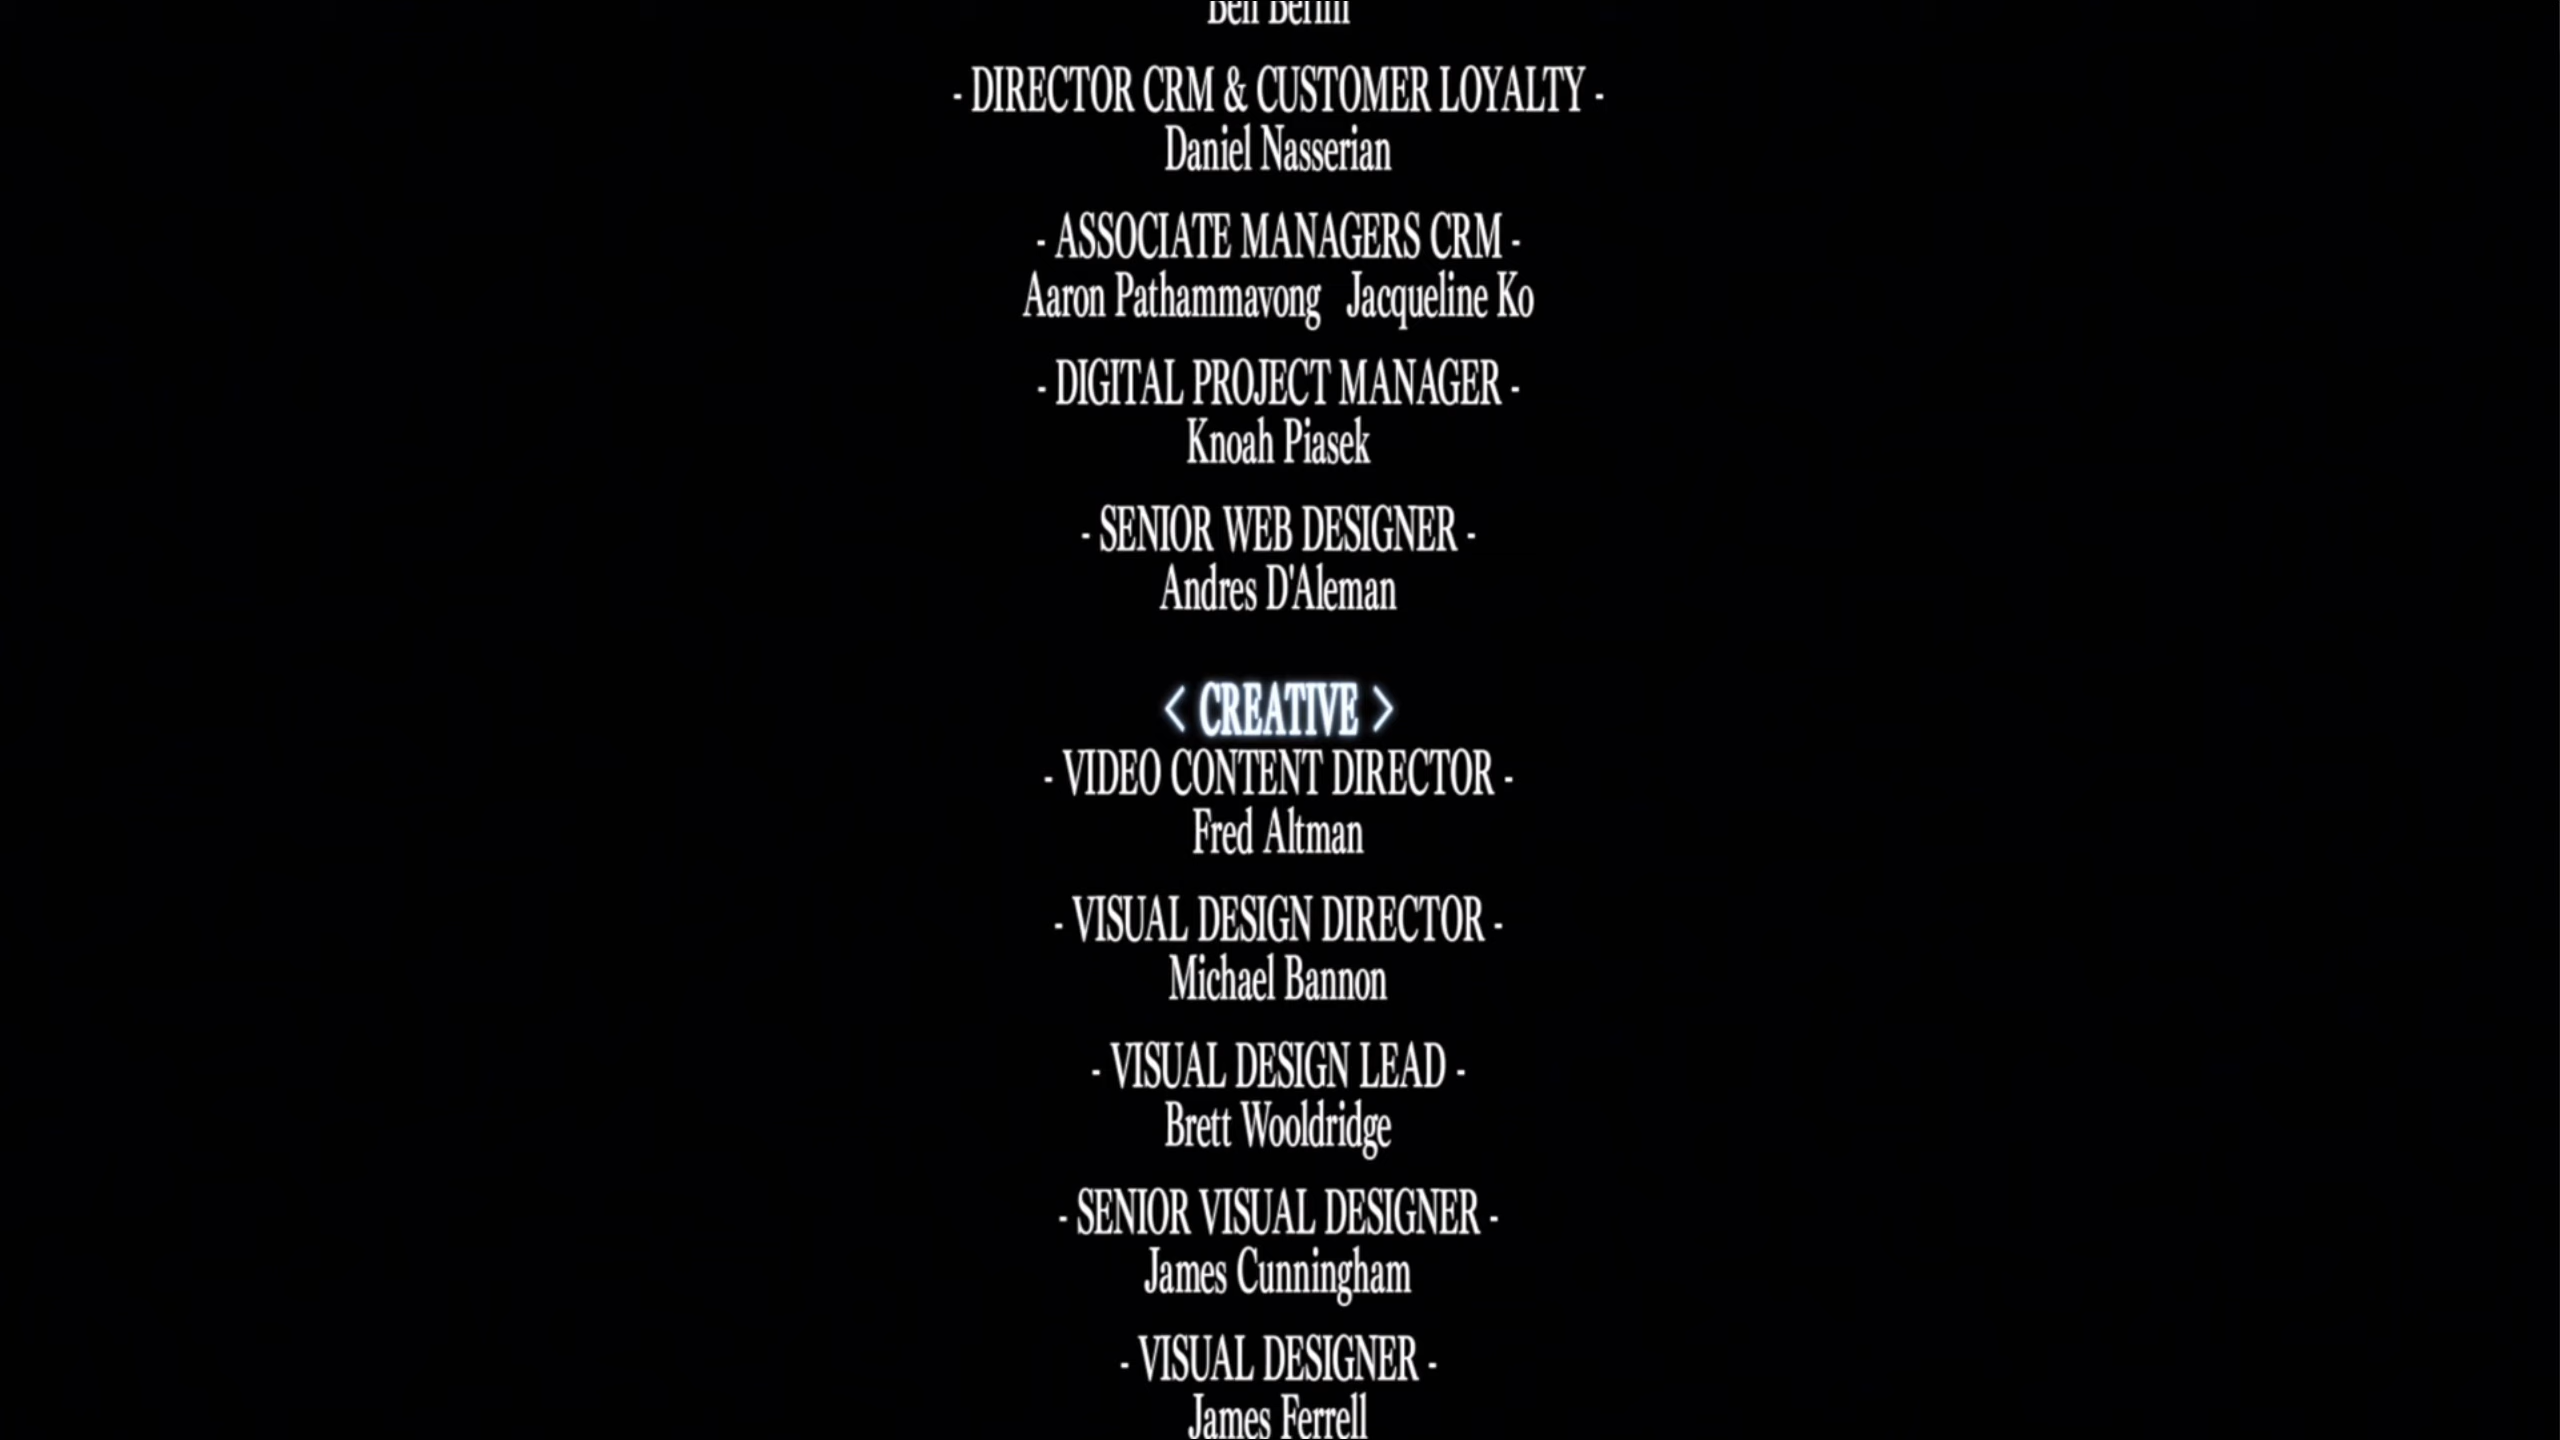 - DIRECTOR CRM & CUSTOMER LOYALTY -
Daniel Nasserian
- ASSOCIATE MANAGERS CRM -
Aaron Pathammavong Jacqueline Ko
- DIGITAL PROJECT MANAGER -
Knoah Piasek
- SENIOR WEB DESIGNER -
Andres D'Aleman
< CREATIVE >
- VIDEO CONTENT DIRECTOR -
Fred Altman
- VISUAL DESIGN DIRECTOR -
Michael Bannon
- VISUAL DESIGN LEAD -
Brett Wooldridge
- SENIOR VISUAL DESIGNER -
James Cunningham
- VISUAL DESIGNER -
James Ferrell